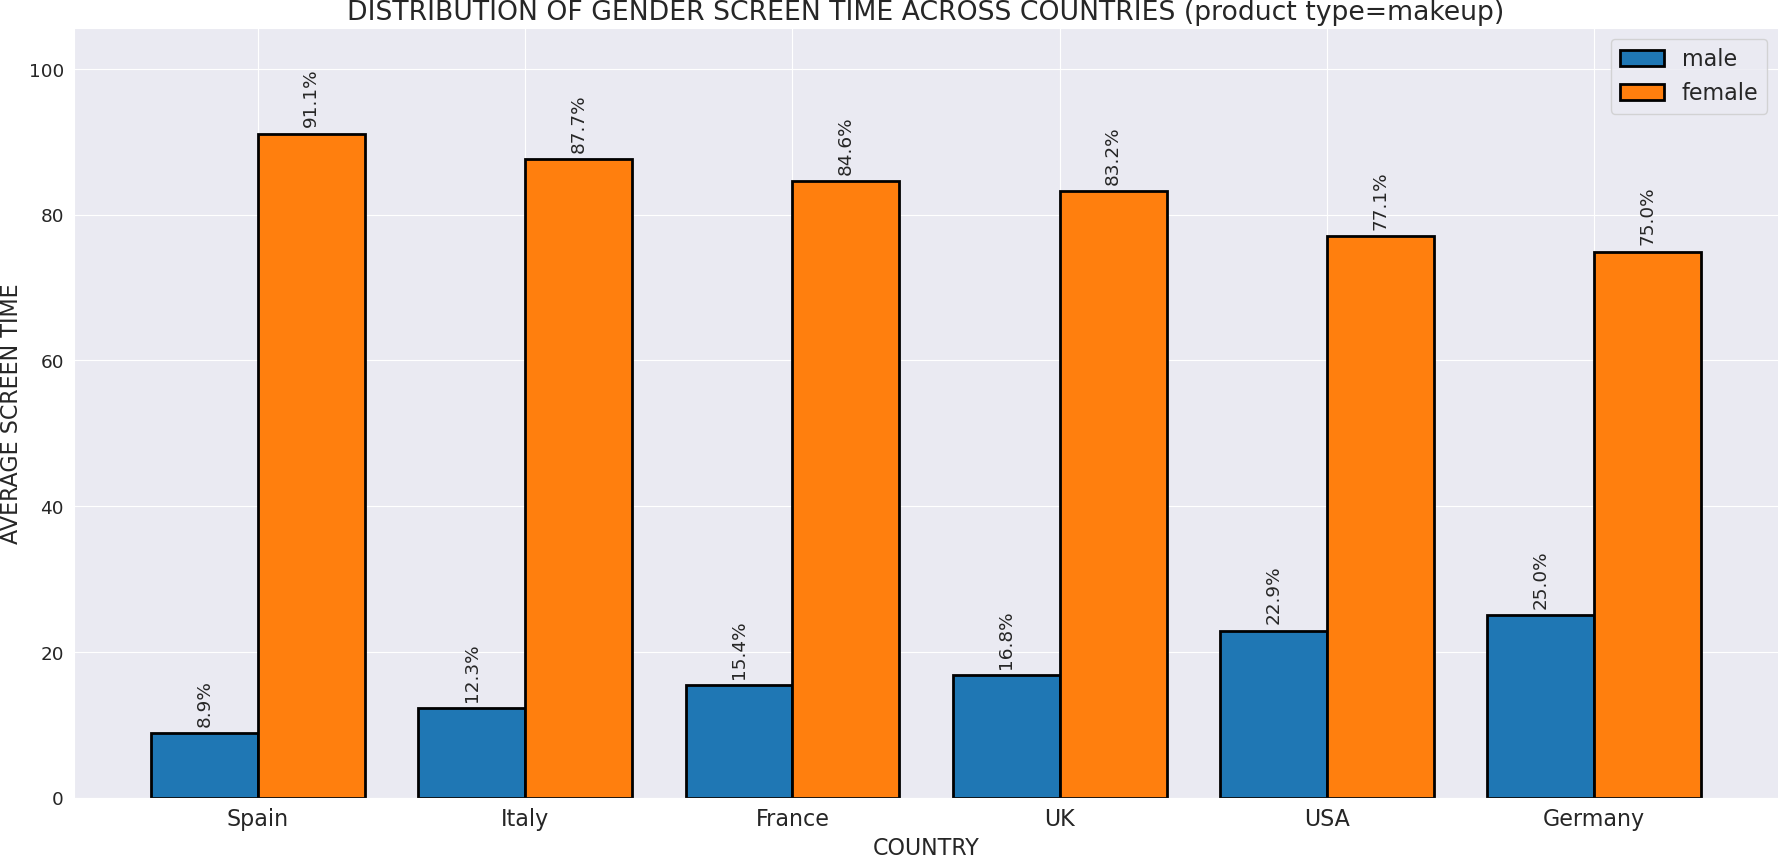 DISTRIBUTION OF GENDER SCREEN TIME ACROSS COUNTRIES (product type=makeup)
male
female
AVERAGE SCREEN TIME
100
80
60
40
20
0
8.9%
91.1%
12.3%
87.7%
15.4%
84.6%
16.8%
83.2%
22.9%
77.1%
25.0%
75.0%
Spain
Italy
France
UK
USA
Germany
COUNTRY